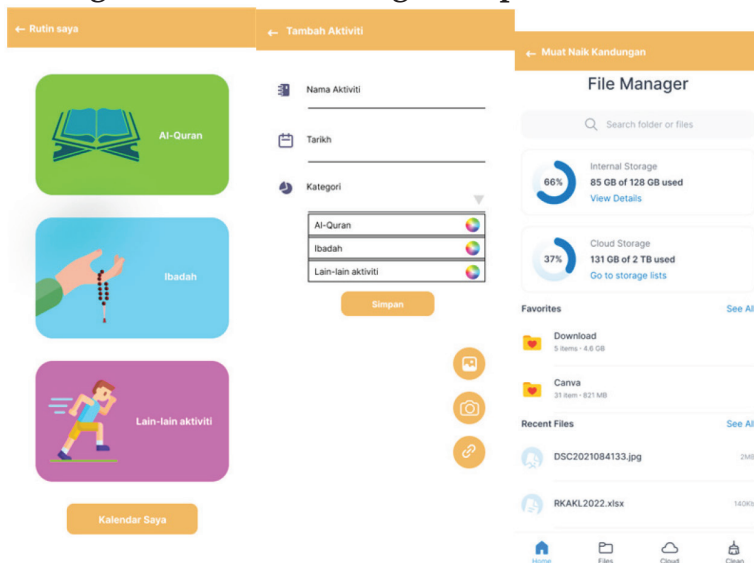 ← Rutin saya
Al-Quran
Ibadah
Lain-lain aktiviti
Kalendar Saya
← Tambah Aktiviti
Nama Aktiviti
Tarikh
Kategori
Al-Quran
Ibadah
Lain-lain aktiviti
Simpan
← Muat Naik Kandungan
File Manager
Search folder or files
66%
Internal Storage
85 GB of 128 GB used
View Details
37%
Cloud Storage
131 GB of 2 TB used
Go to storage lists
Favorites See All
Download
5 items - 4.6 GB
Canva
31 item - 821 MB
Recent Files See All
DSC2021084133.jpg 2MB
RKAKL2022.xlsx 140Kb
Home Files Cloud Clean